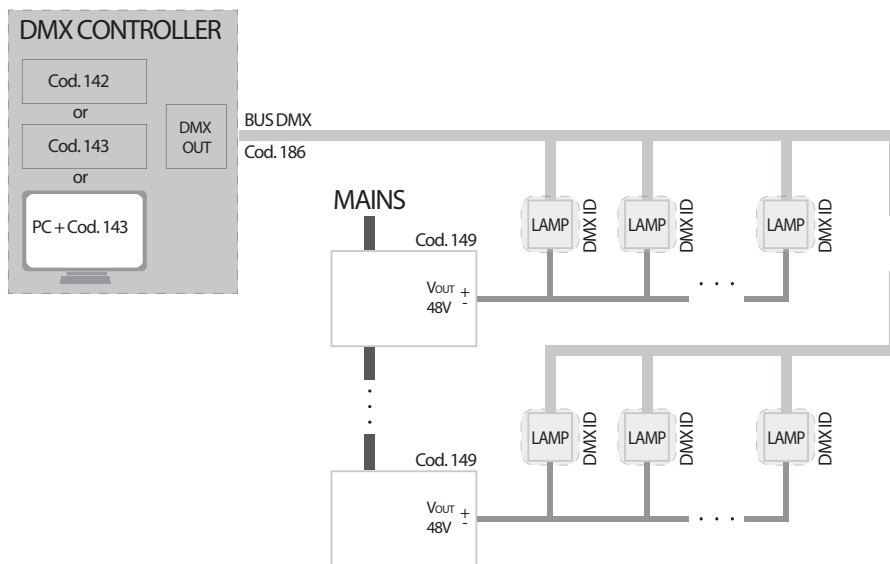 DMX CONTROLLER
Cod. 142
or
Cod. 143
or
PC + Cod. 143
DMX
OUT
BUS DMX
Cod. 186
MAINS
Cod. 149
VOUT +
48V -
LAMP
DMX ID
LAMP
DMX ID
LAMP
DMX ID
. . .
.
.
.
Cod. 149
VOUT +
48V -
LAMP
DMX ID
LAMP
DMX ID
LAMP
DMX ID
. . .